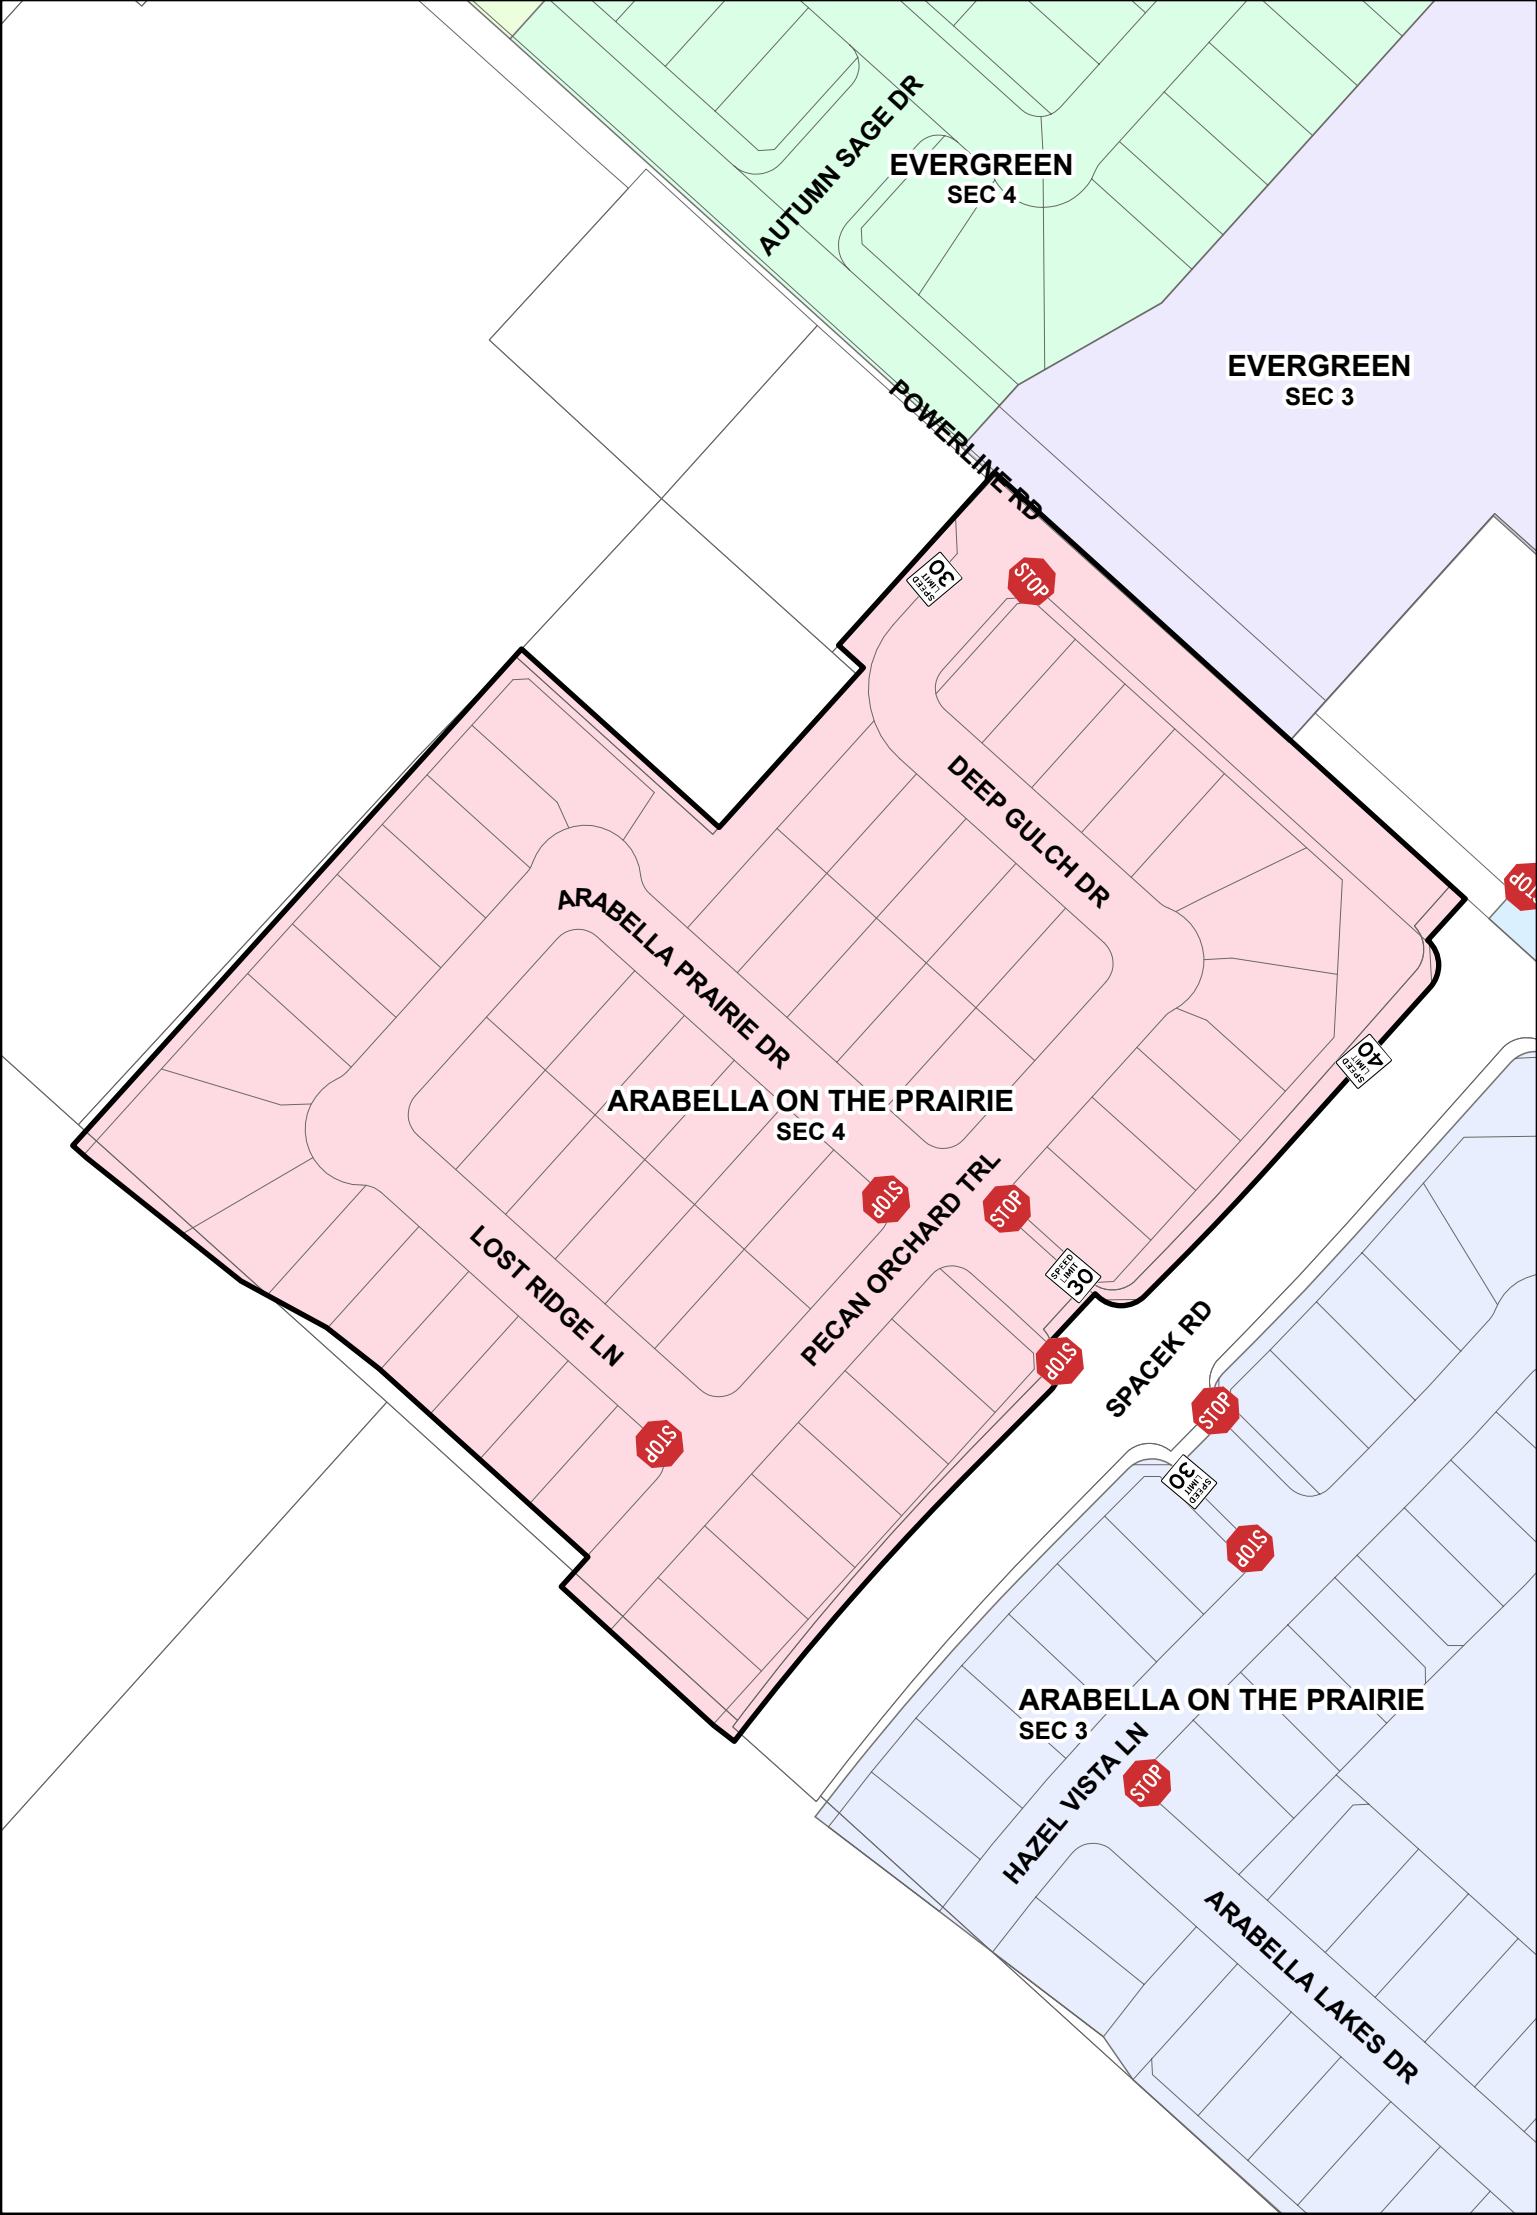 AUTUMN SAGE DR
EVERGREEN
SEC 4
EVERGREEN
SEC 3
POWERLINE RD
SPEED
LIMIT
30
STOP
DEEP GULCH DR
STOP
ARABELLA PRAIRIE DR
SPEED
LIMIT
40
ARABELLA ON THE PRAIRIE
SEC 4
STOP
STOP
PECAN ORCHARD TRL
LOST RIDGE LN
SPEED
LIMIT
30
STOP
SPACEK RD
STOP
STOP
SPEED
LIMIT
30
STOP
ARABELLA ON THE PRAIRIE
SEC 3
HAZEL VISTA LN
STOP
ARABELLA LAKES DR